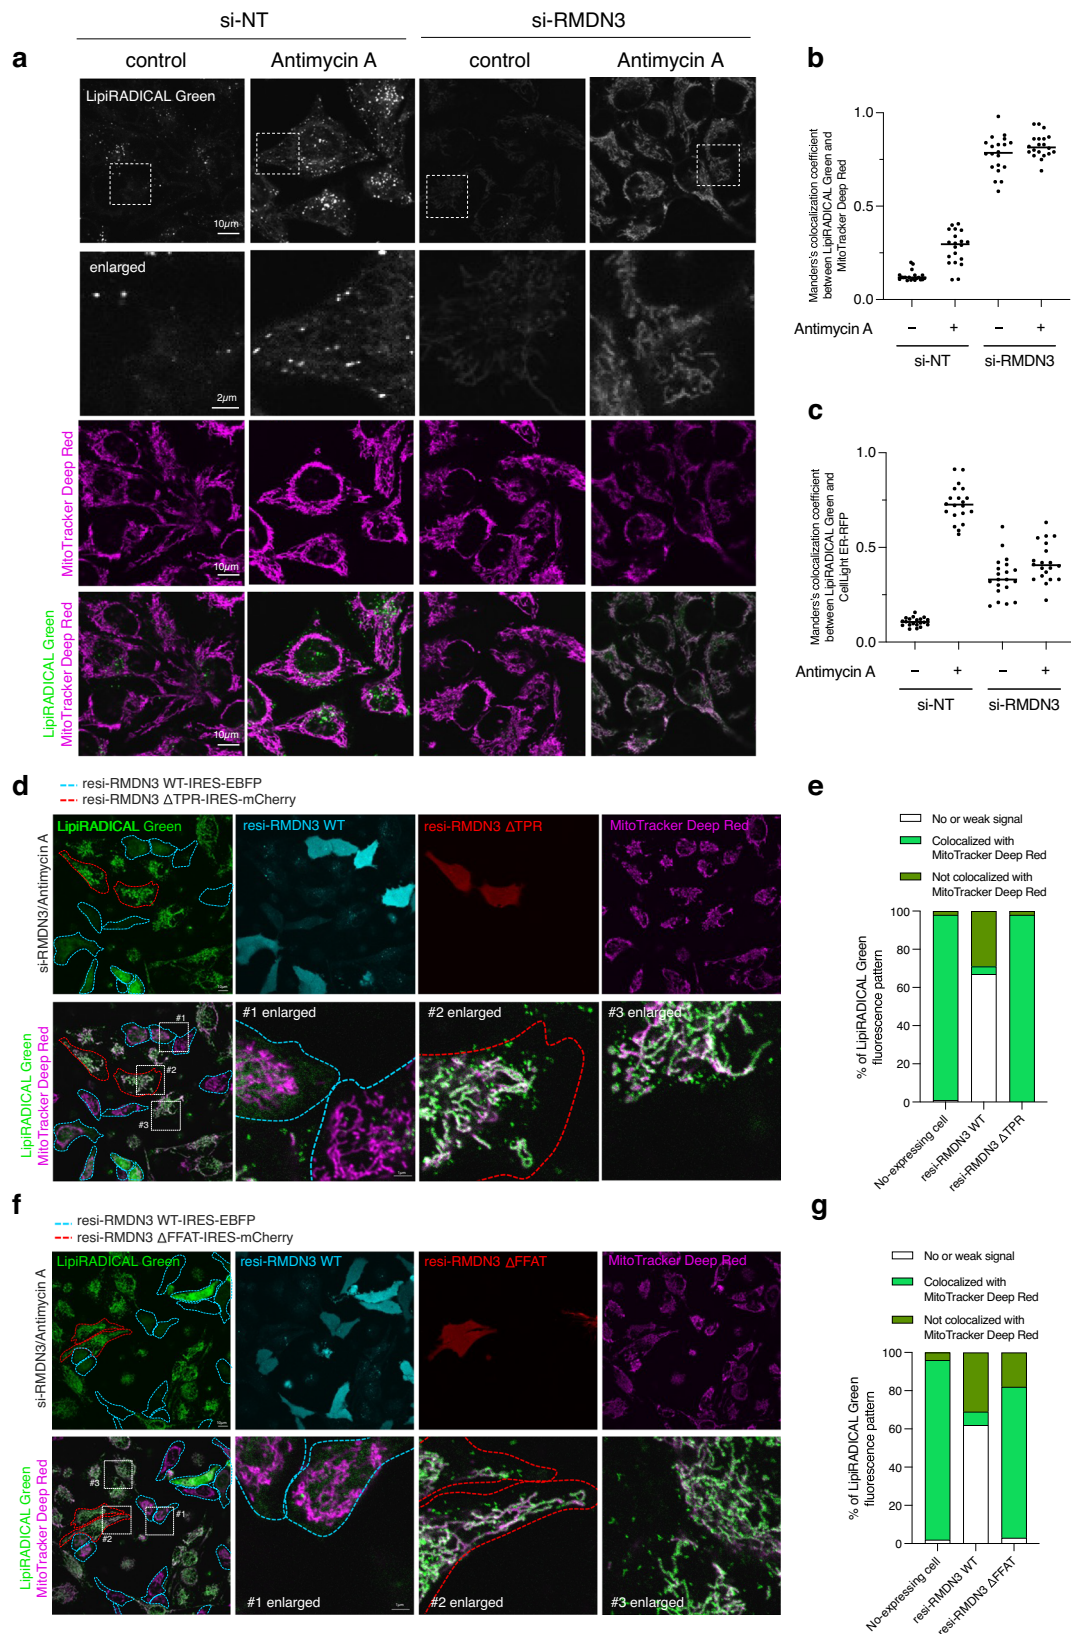 si-NT
si-RMDN3
a
control
Antimycin A
control
Antimycin A
LipiRADICAL Green
10µm
enlarged
2µm
MitoTracker Deep Red
10µm
LipiRADICAL Green
MitoTracker Deep Red
10µm
b
Manders's colocalization coefficient
between LipiRADICAL Green and
MitoTracker Deep Red
1.0
0.5
0.0
Antimycin A
− + − +
si-NT
si-RMDN3
c
Manders's colocalization coefficient
between LipiRADICAL Green and
CellLight ER-RFP
1.0
0.5
0.0
Antimycin A
− + − +
si-NT
si-RMDN3
d
resi-RMDN3 WT-IRES-EBFP
resi-RMDN3 ΔTPR-IRES-mCherry
si-RMDN3/Antimycin A
LipiRADICAL Green
resi-RMDN3 WT
resi-RMDN3 ΔTPR
MitoTracker Deep Red
LipiRADICAL Green
MitoTracker Deep Red
#1
#2
#3
#1 enlarged
#2 enlarged
#3 enlarged
e
No or weak signal
Colocalized with
MitoTracker Deep Red
Not colocalized with
MitoTracker Deep Red
% of LipiRADICAL Green
fluorescence pattern
100
80
60
40
20
0
No-expressing cell
resi-RMDN3 WT
resi-RMDN3 ΔTPR
f
resi-RMDN3 WT-IRES-EBFP
resi-RMDN3 ΔFFAT-IRES-mCherry
si-RMDN3/Antimycin A
LipiRADICAL Green
resi-RMDN3 WT
resi-RMDN3 ΔFFAT
MitoTracker Deep Red
LipiRADICAL Green
MitoTracker Deep Red
#3
#1
#2
#1 enlarged
#2 enlarged
#3 enlarged
g
No or weak signal
Colocalized with
MitoTracker Deep Red
Not colocalized with
MitoTracker Deep Red
% of LipiRADICAL Green
fluorescence pattern
100
80
60
40
20
0
No-expressing cell
resi-RMDN3 WT
resi-RMDN3 ΔFFAT